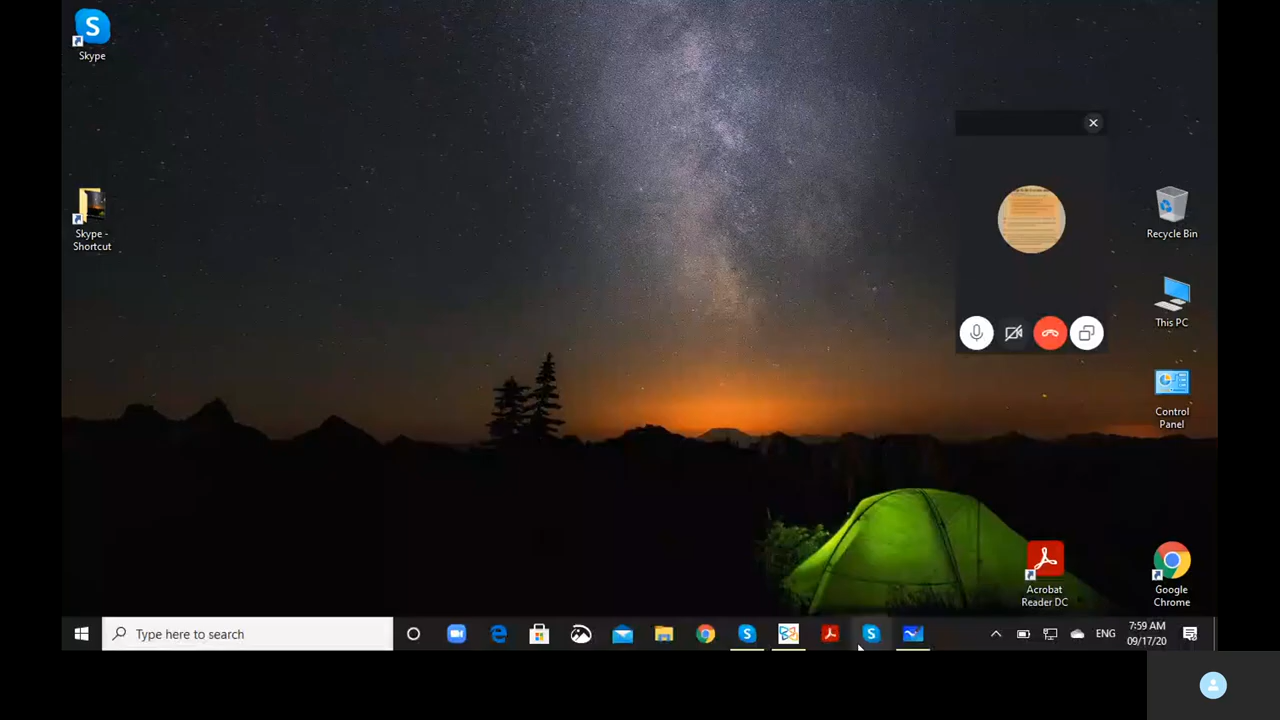 Skype
Skype -
Shortcut
Recycle Bin
This PC
Control
Panel
Acrobat
Reader DC
Google
Chrome
Type here to search
ENG
7:59 AM
09/17/20